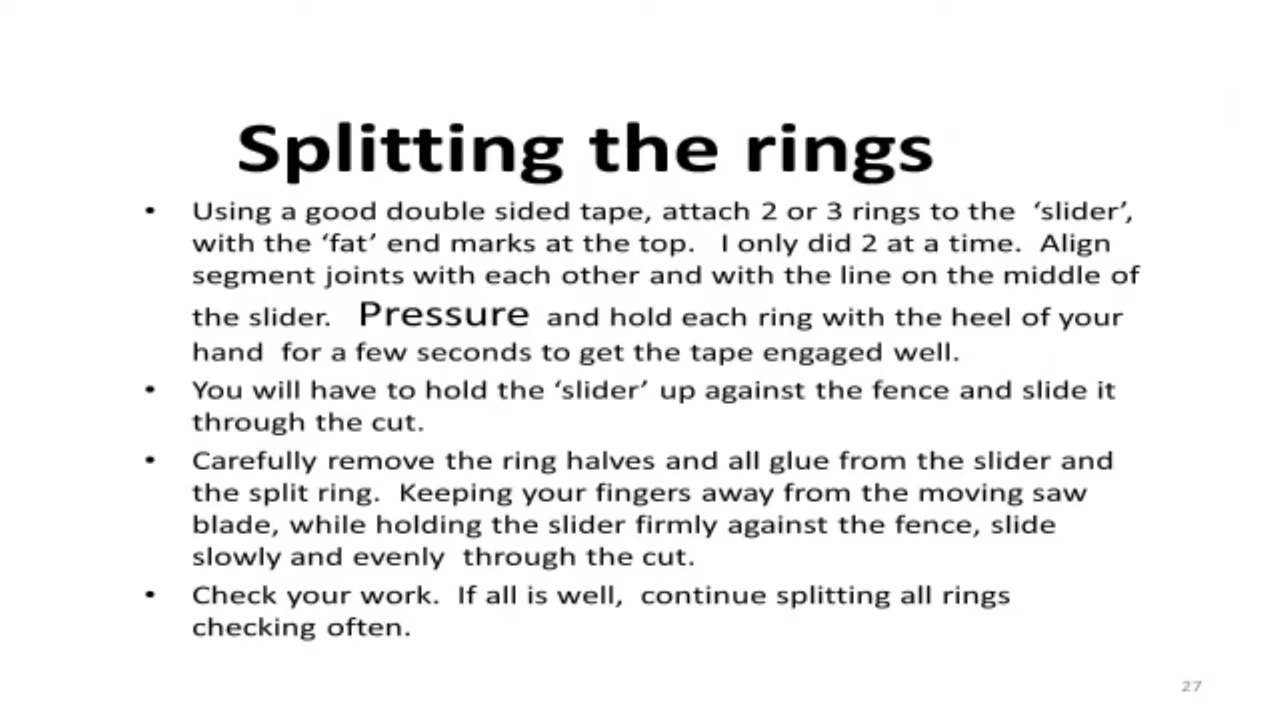 Splitting the rings
• Using a good double sided tape, attach 2 or 3 rings to the ‘slider’,
with the ‘fat’ end marks at the top. I only did 2 at a time. Align
segment joints with each other and with the line on the middle of
the slider. Pressure and hold each ring with the heel of your
hand for a few seconds to get the tape engaged well.
• You will have to hold the ‘slider’ up against the fence and slide it
through the cut.
• Carefully remove the ring halves and all glue from the slider and
the split ring. Keeping your fingers away from the moving saw
blade, while holding the slider firmly against the fence, slide
slowly and evenly through the cut.
• Check your work. If all is well, continue splitting all rings
checking often.
27